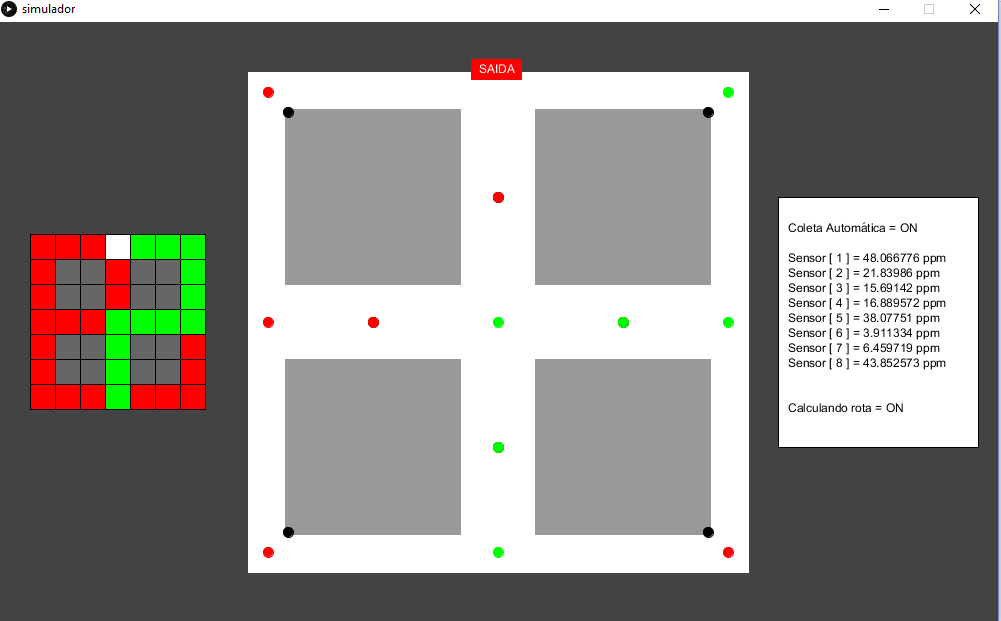 simulador
SAIDA
Coleta Automática = ON
Sensor [ 1 ] = 48.066776 ppm
Sensor [ 2 ] = 21.83986 ppm
Sensor [ 3 ] = 15.69142 ppm
Sensor [ 4 ] = 16.889572 ppm
Sensor [ 5 ] = 38.07751 ppm
Sensor [ 6 ] = 3.911334 ppm
Sensor [ 7 ] = 6.459719 ppm
Sensor [ 8 ] = 43.852573 ppm
Calculando rota = ON